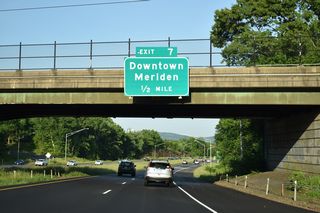 EXIT 7
Downtown
Meriden
1/2 MILE